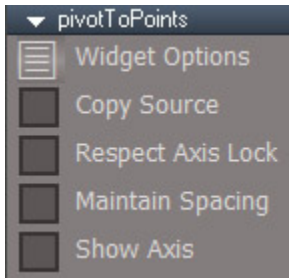 pivotToPoints
Widget Options
Copy Source
Respect Axis Lock
Maintain Spacing
Show Axis